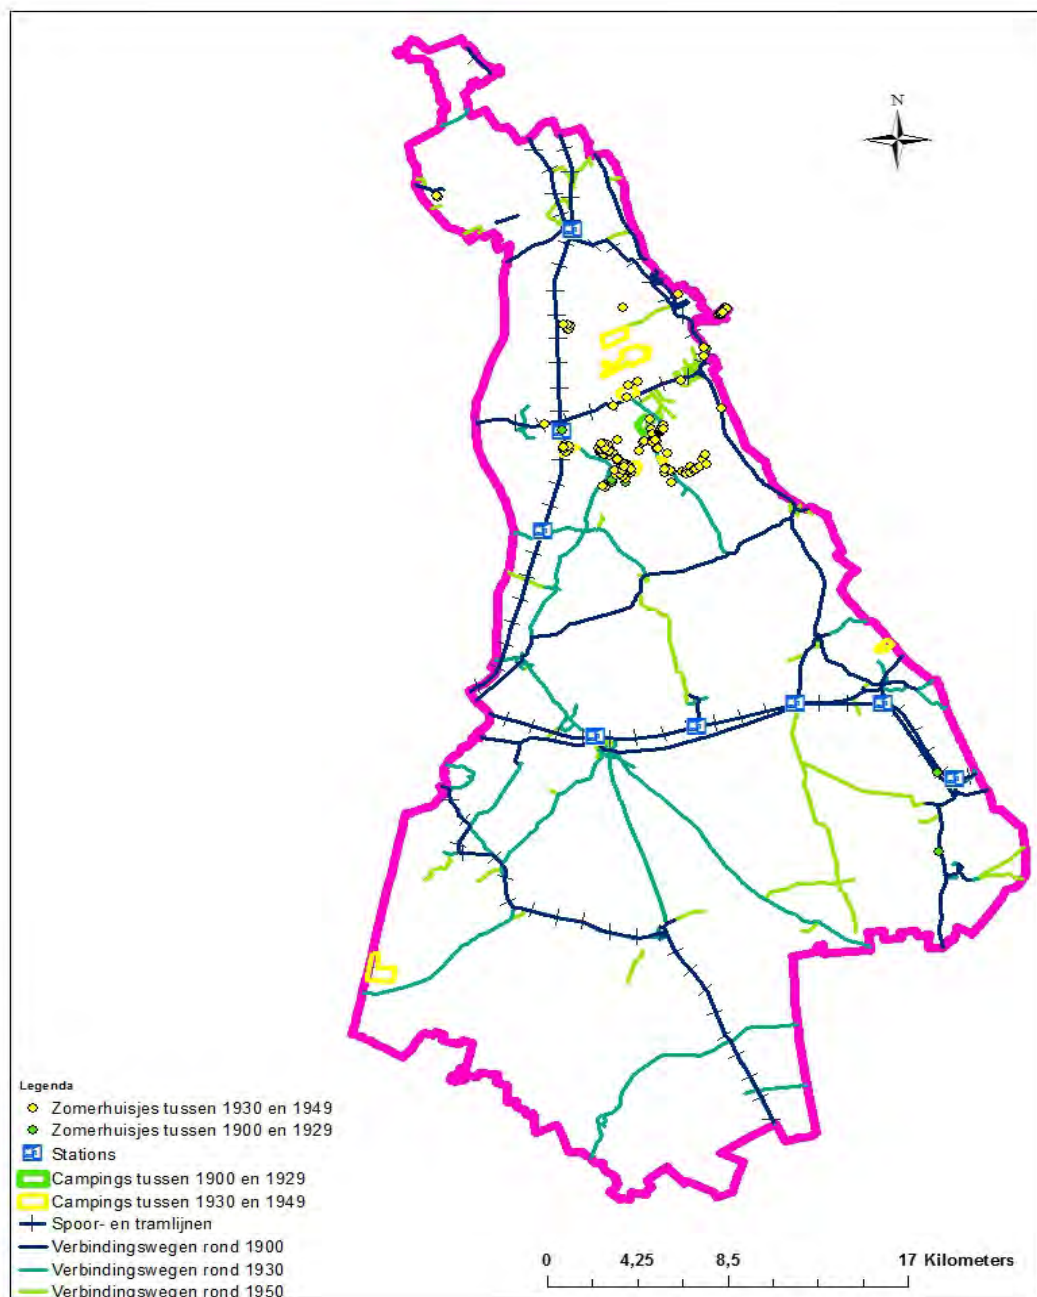 N
Legenda
Zomerhuisjes tussen 1930 en 1949
Zomerhuisjes tussen 1900 en 1929
Stations
Campings tussen 1900 en 1929
Campings tussen 1930 en 1949
Spoor- en tramlijnen
Verbindingswegen rond 1900
Verbindingswegen rond 1930
Verbindingswegen rond 1950
0 4,25 8,5 17 Kilometers